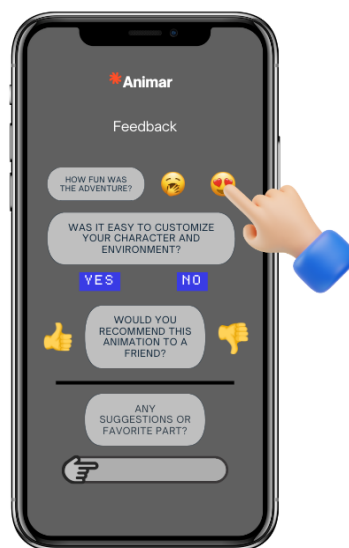 Animar
Feedback
HOW FUN WAS
THE ADVENTURE?
WAS IT EASY TO CUSTOMIZE
YOUR CHARACTER AND
ENVIRONMENT?
YES NO
WOULD YOU
RECOMMEND THIS
ANIMATION TO A
FRIEND?
ANY
SUGGESTIONS OR
FAVORITE PART?